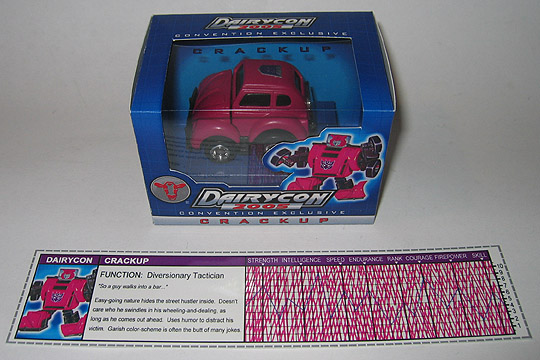 DAIRYCON
2005
CONVENTION EXCLUSIVE
CRACKUP
DAIRYCON
2005
CONVENTION EXCLUSIVE
CRACKUP
DAIRYCON CRACKUP STRENGTH INTELLIGENCE SPEED ENDURANCE RANK COURAGE FIREPOWER SKILL
FUNCTION: Diversionary Tactician
"So a guy walks into a bar..."
Easy-going nature hides the street hustler inside. Doesn't
care who he swindles in his wheeling-and-dealing, as
long as he comes out ahead. Uses humor to distract his
victim. Garish color-scheme is often the butt of many jokes.